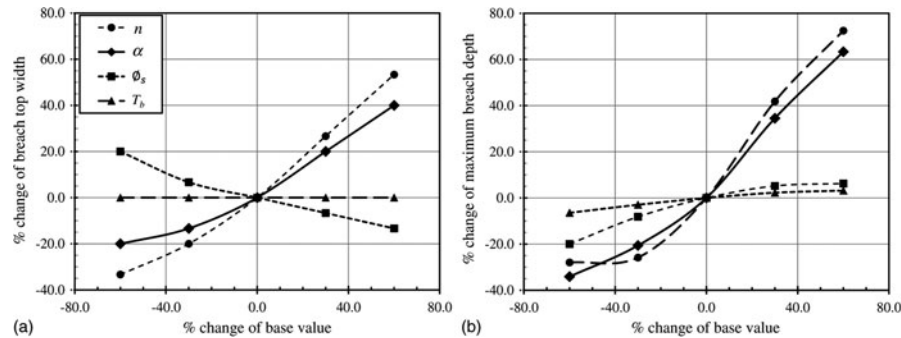 80.0
60.0
40.0
20.0
0.0
-20.0
-40.0
% change of breach top width
n
α
ϕs
Tb
-80.0 -40.0 0.0 40.0 80.0
(a) % change of base value
80.0
60.0
40.0
20.0
0.0
-20.0
-40.0
% change of maximum breach depth
-80.0 -40.0 0.0 40.0 80.0
(b) % change of base value